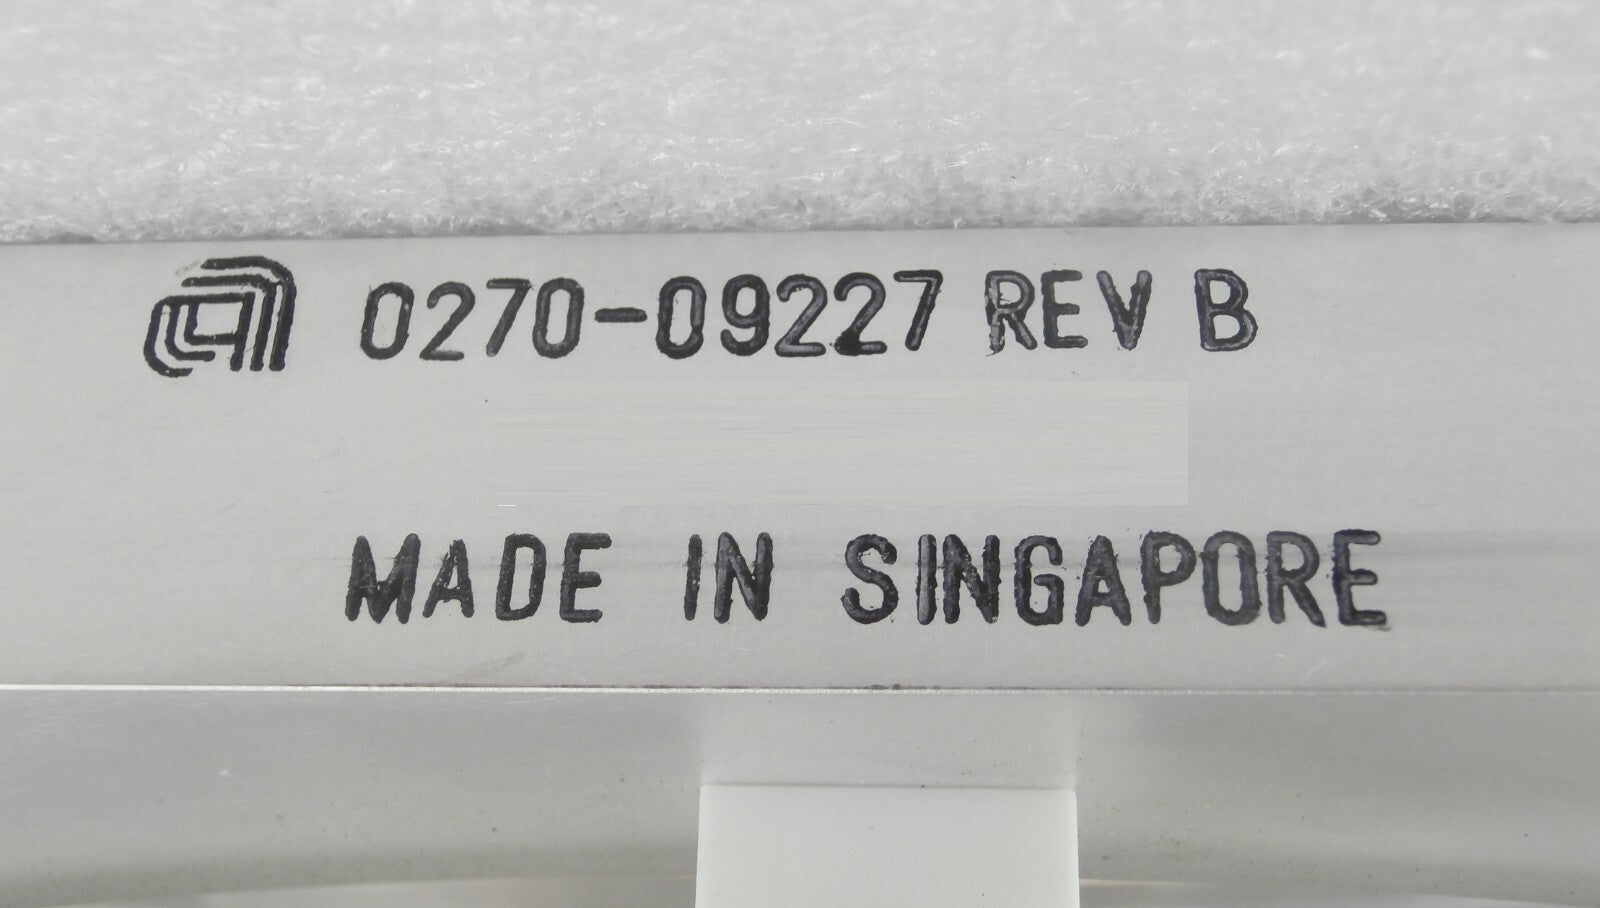 0270-09227 REV B
MADE IN SINGAPORE